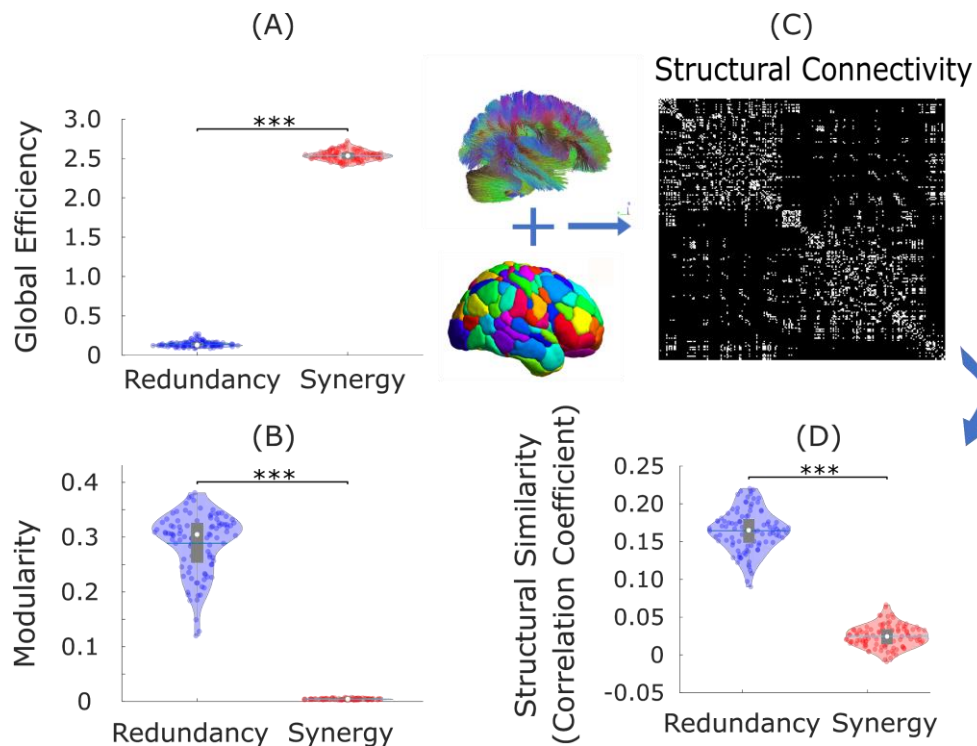 (A)
Global Efficiency
3.0
2.5
2.0
1.5
1.0
0.5
0
***
Redundancy Synergy
(C)
Structural Connectivity
(B)
Modularity
0.4
0.3
0.2
0.1
0
***
Redundancy Synergy
(D)
Structural Similarity
(Correlation Coefficient)
0.25
0.20
0.15
0.10
0.05
0
-0.05
***
Redundancy Synergy